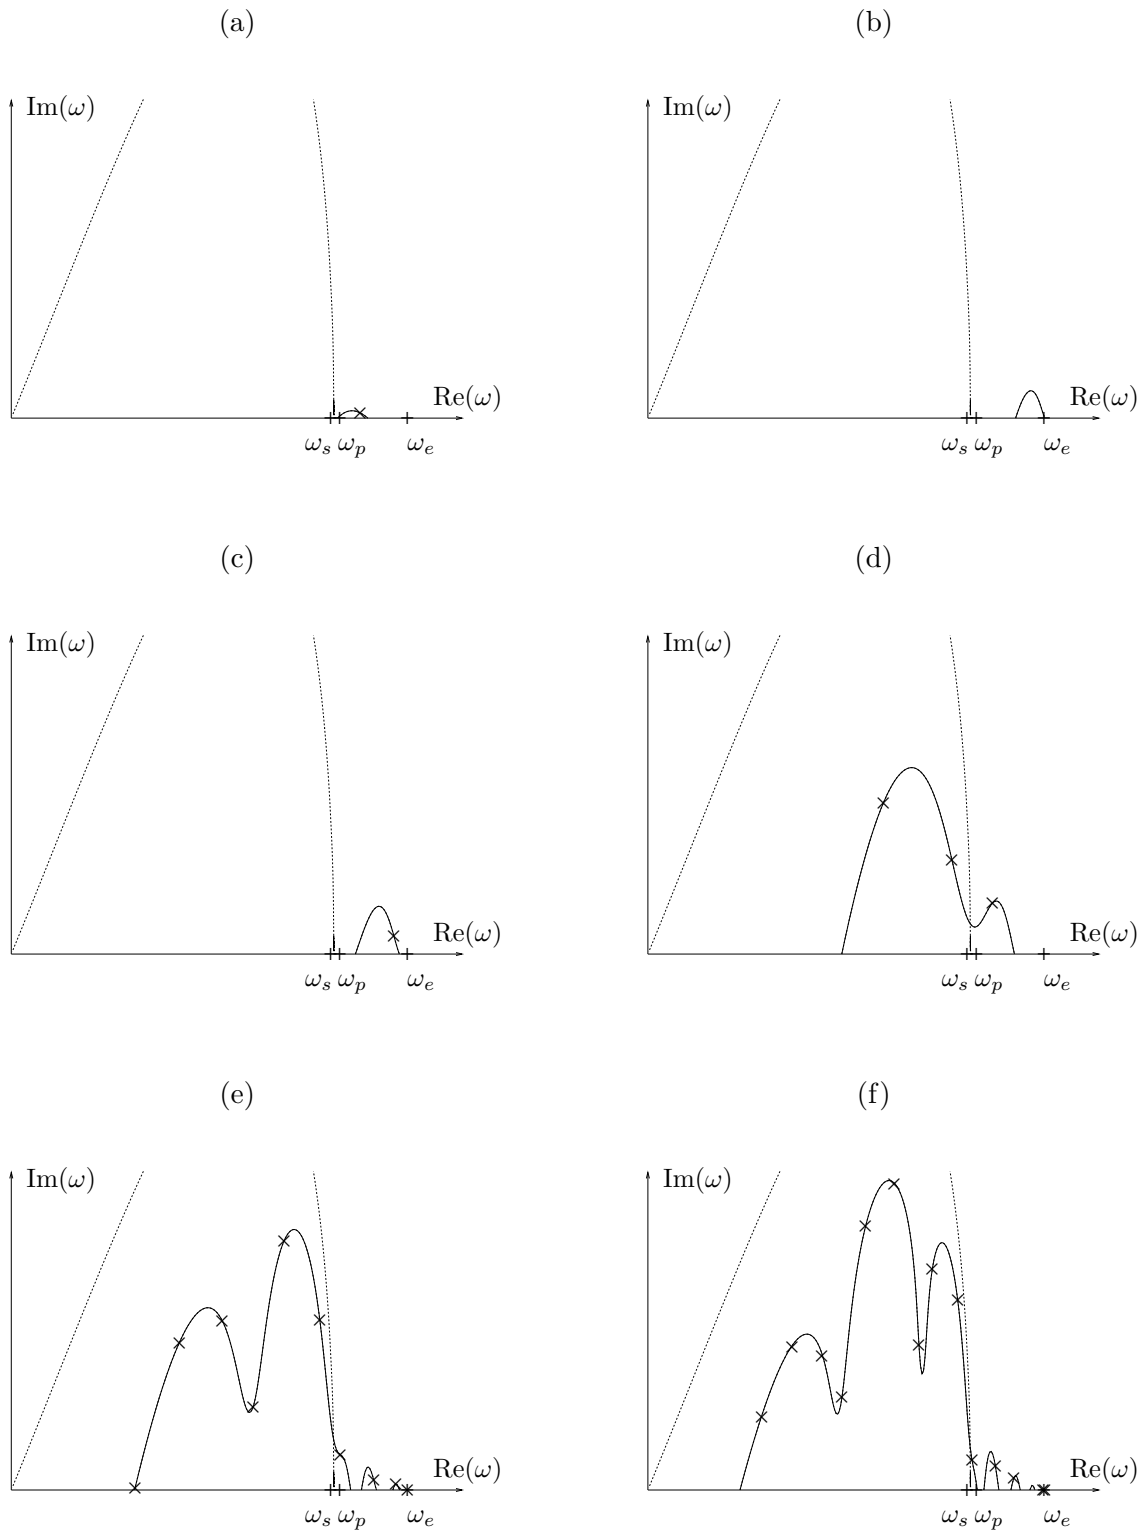 (a) (b)
Im(ω) Im(ω)
Re(ω) Re(ω)
ω_s ω_p ω_e ω_s ω_p ω_e
(c) (d)
Im(ω) Im(ω)
Re(ω) Re(ω)
ω_s ω_p ω_e ω_s ω_p ω_e
(e) (f)
Im(ω) Im(ω)
Re(ω) Re(ω)
ω_s ω_p ω_e ω_s ω_p ω_e